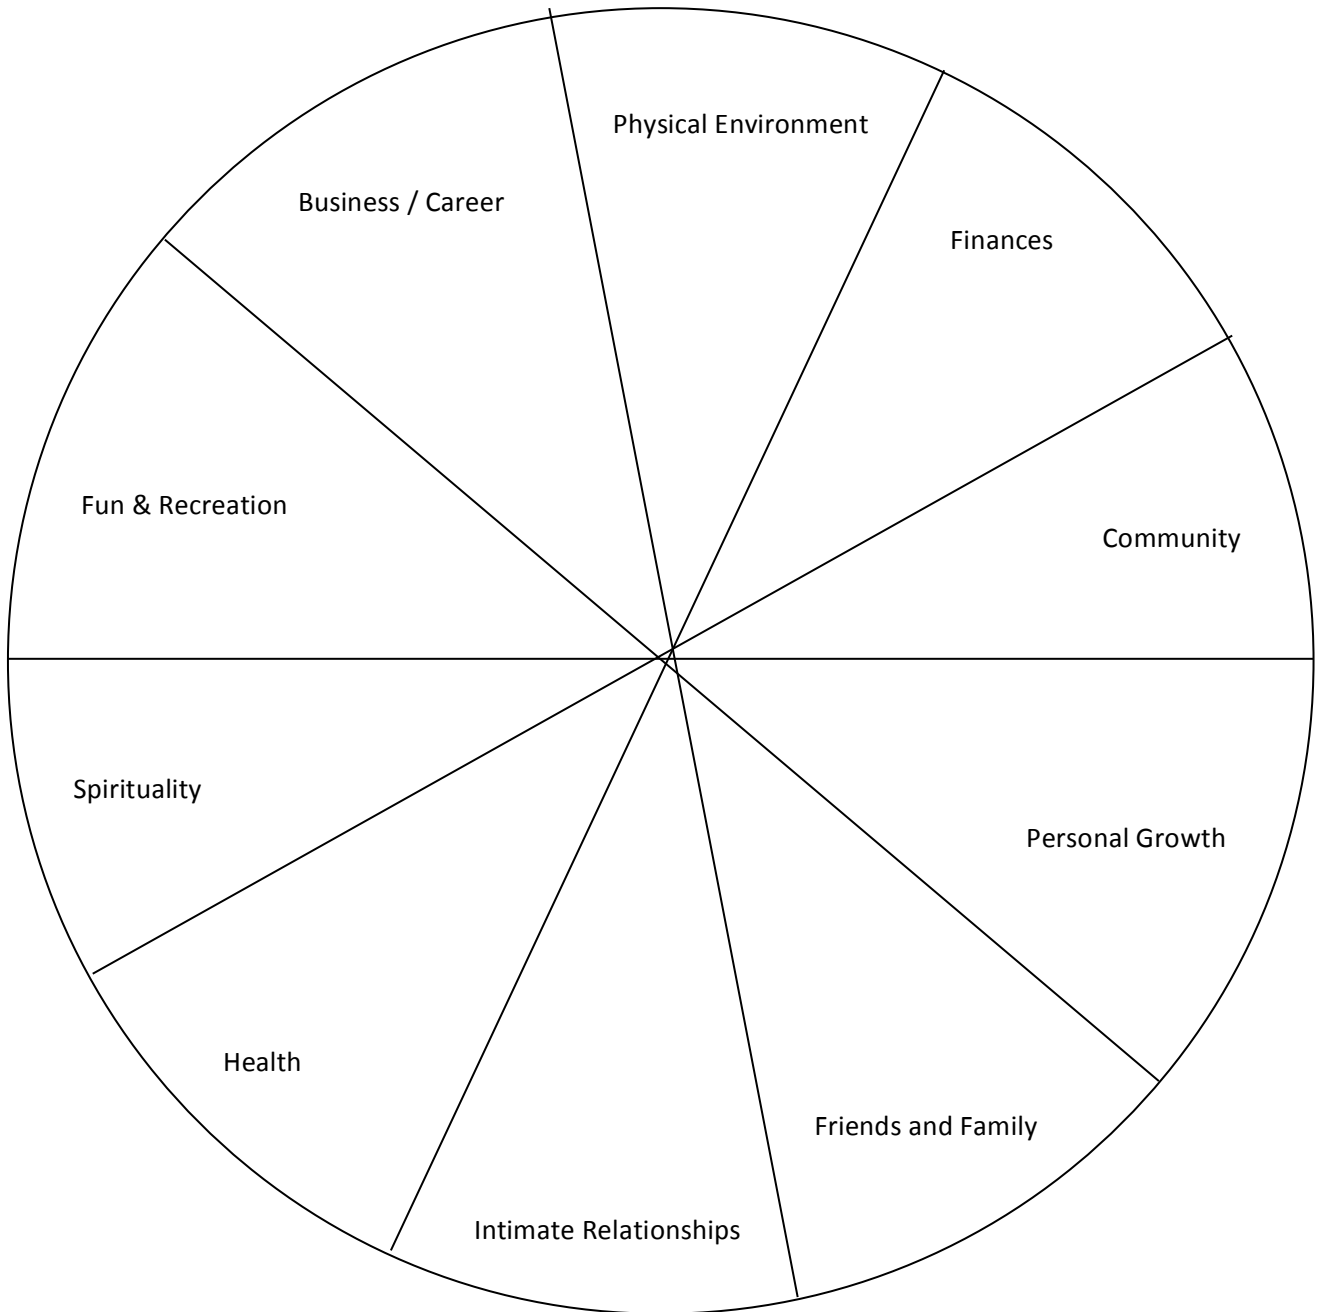 Physical Environment
Business / Career
Finances
Fun & Recreation
Community
Spirituality
Personal Growth
Health
Friends and Family
Intimate Relationships